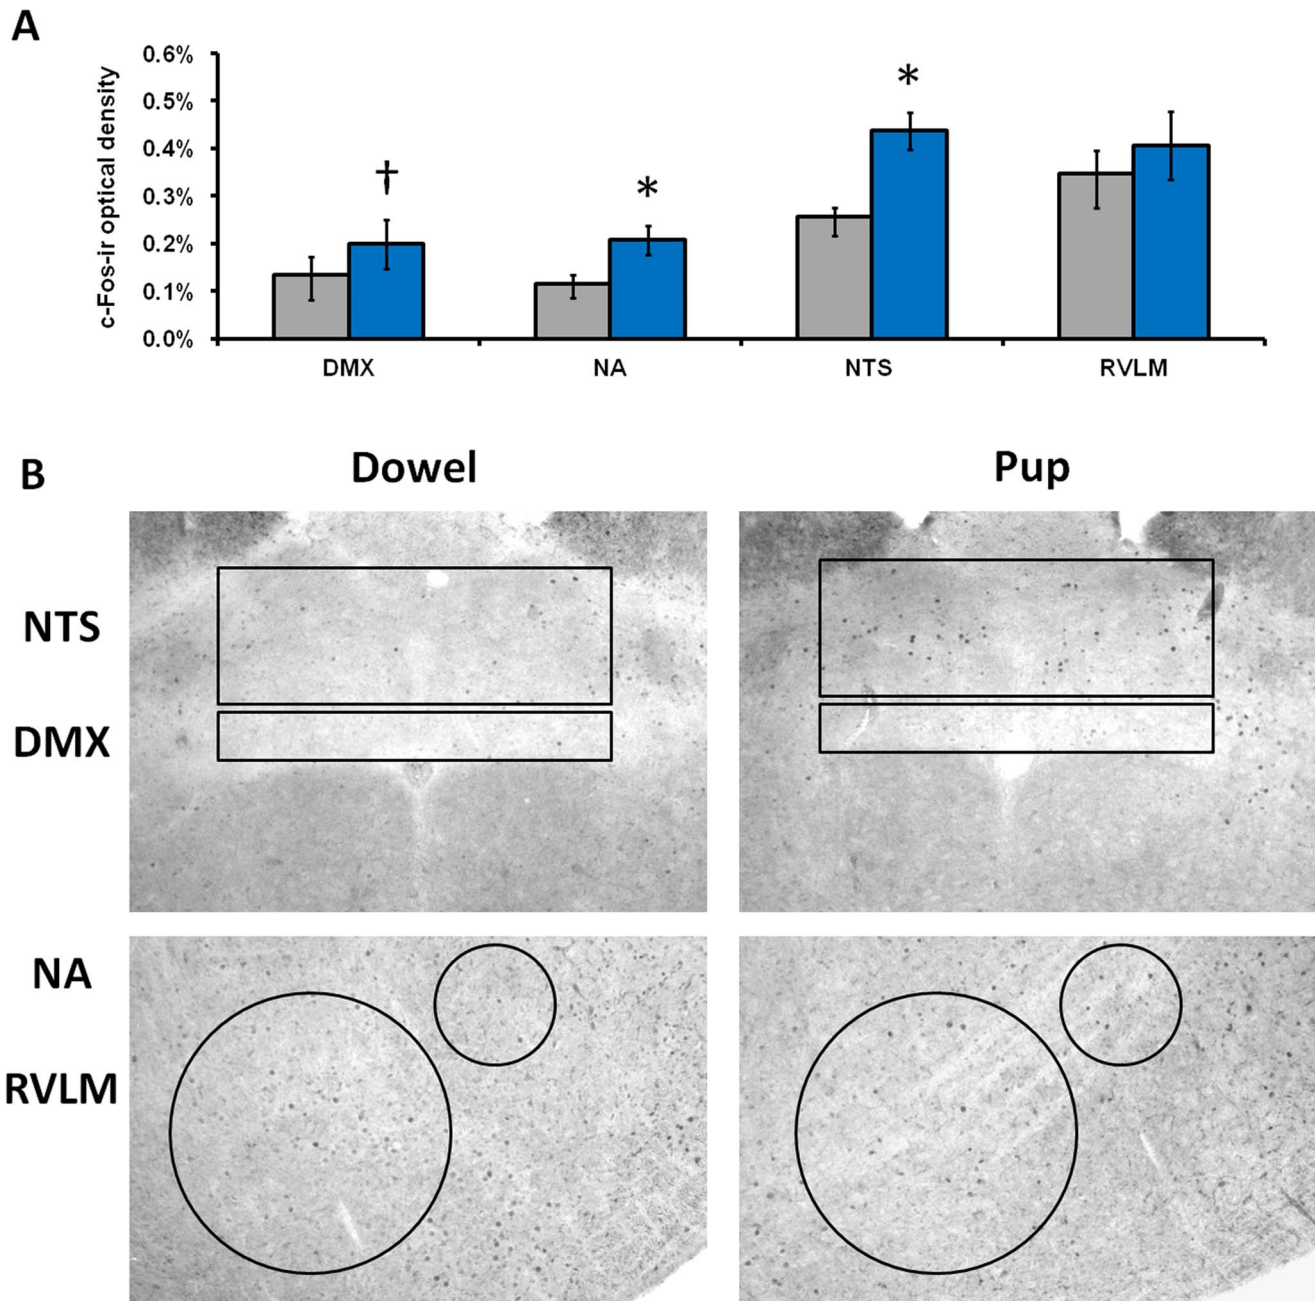 A
c-Fos-ir optical density
0.6%
0.5%
0.4%
0.3%
0.2%
0.1%
0.0%
†
*
*
DMX
NA
NTS
RVLM
B
Dowel
Pup
NTS
DMX
NA
RVLM